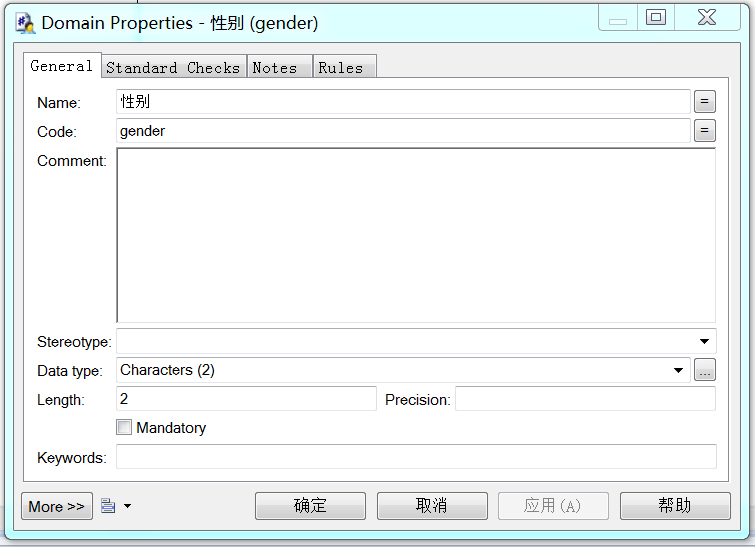 Domain Properties - 性别 (gender)
General Standard Checks Notes Rules
Name: 性别 =
Code: gender =
Comment:
Stereotype:
Data type: Characters (2) ...
Length: 2 Precision:
Mandatory
Keywords:
More >> 确定 取消 应用(A) 帮助